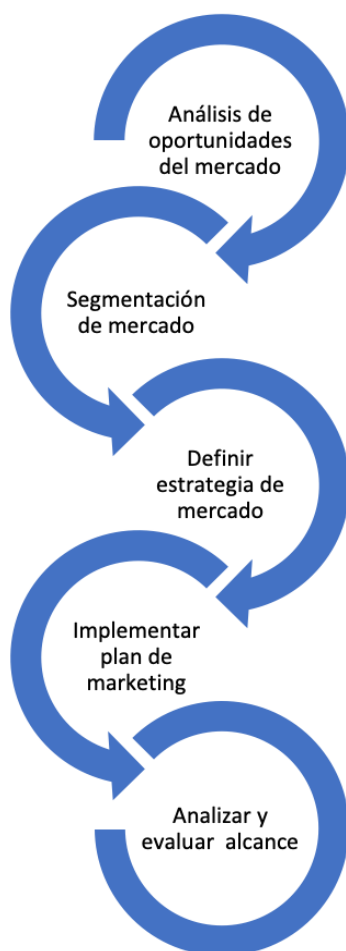 Análisis de
oportunidades
del mercado
Segmentación
de mercado
Definir
estrategia de
mercado
Implementar
plan de
marketing
Analizar y
evaluar  alcance